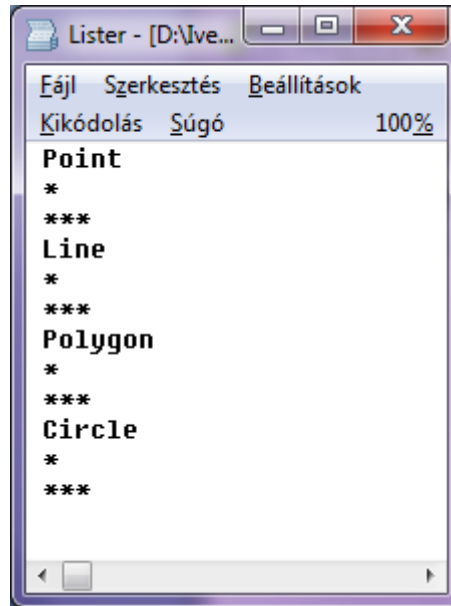 Lister - [D:\Ive...
Fájl Szerkesztés Beállítások
Kikódolás Súgó 100%
Point
*
***
Line
*
***
Polygon
*
***
Circle
*
***